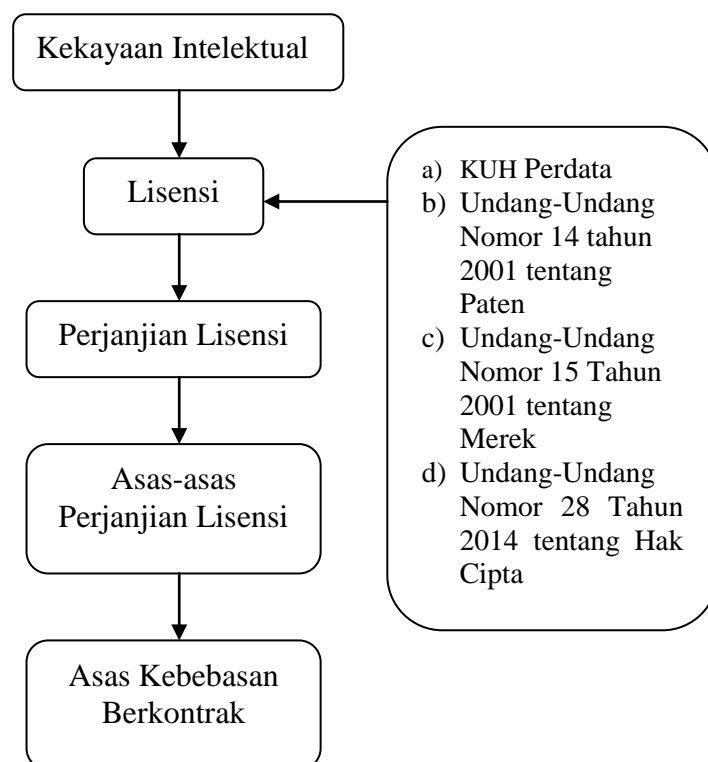 Kekayaan Intelektual
Lisensi
Perjanjian Lisensi
Asas-asas
Perjanjian Lisensi
Asas Kebebasan
Berkontrak
a) KUH Perdata
b) Undang-Undang
Nomor 14 tahun
2001 tentang
Paten
c) Undang-Undang
Nomor 15 Tahun
2001 tentang
Merek
d) Undang-Undang
Nomor 28 Tahun
2014 tentang Hak
Cipta